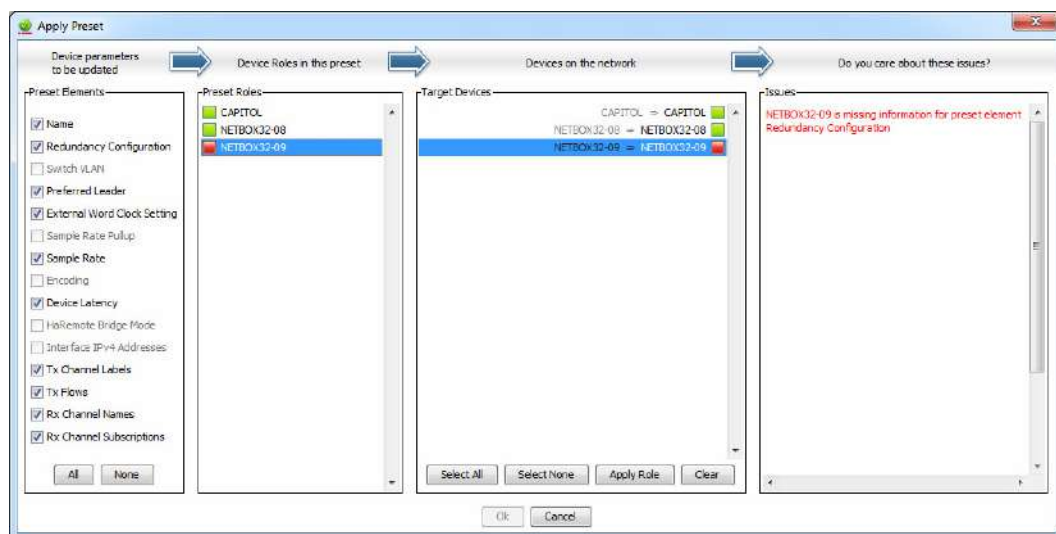 Apply Preset
Device parameters
to be updated
Device Roles in this preset
Devices on the network
Do you care about these issues?
Preset Elements
Name
Redundancy Configuration
Switch VLAN
Preferred Leader
External Word Clock Setting
Sample Rate Pullup
Sample Rate
Encoding
Device Latency
HaRemote Bridge Mode
Interface IPv4 Addresses
Tx Channel Labels
Tx Flows
Rx Channel Names
Rx Channel Subscriptions
All None
Preset Roles
CAPITOL
NETBOX32-08
NETBOX32-09
Target Devices
CAPITOL = CAPITOL
NETBOX32-08 = NETBOX32-08
NETBOX32-09 = NETBOX32-09
Select All Select None Apply Role Clear
Issues
NETBOX32-09 is missing information for preset element
Redundancy Configuration
Ok Cancel